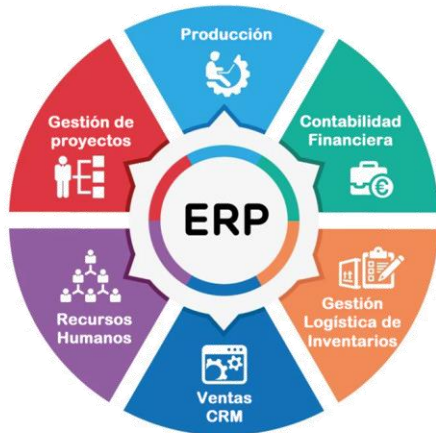 Producción
Contabilidad
Financiera
Gestión
Logística de
Inventarios
Ventas
CRM
Recursos
Humanos
Gestión de
proyectos
ERP